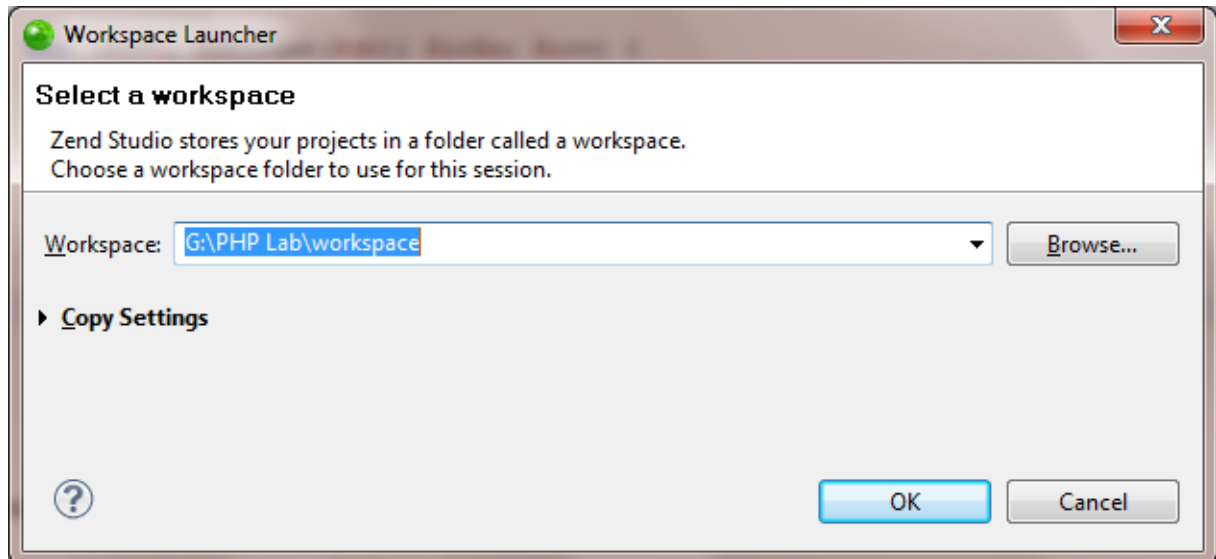 Workspace Launcher
Select a workspace
Zend Studio stores your projects in a folder called a workspace.
Choose a workspace folder to use for this session.
Workspace: G:\PHP Lab\workspace Browse...
Copy Settings
OK Cancel